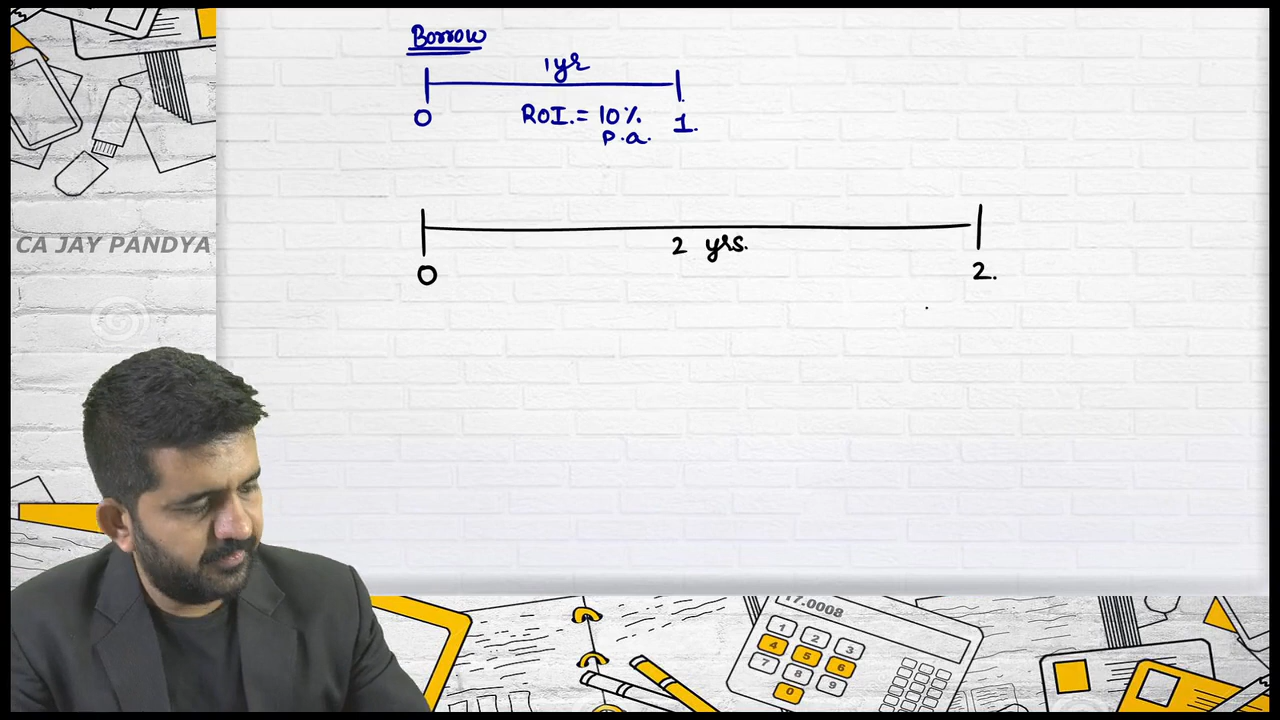 Borrow
1yr
0 ROI.= 10% 1.
p.a.
CA JAY PANDYA
2 yrs.
0 2.
17.0008
1 2 3
4 5 6
7 8 9
0